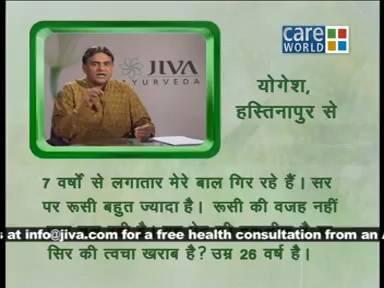 care
WORLD
JIVA
AYURVEDA
योगेश,
हस्तिनापुर से
7 वर्षो से लगातार मेरे बाल गिर रहे हैं। सर
पर रूसी बहुत ज्यादा है। रूसी की वजह नहीं
s at info@jiva.com for a free health consultation from an A
सिर की त्वचा खराब है? उम्र 26 वर्ष है।